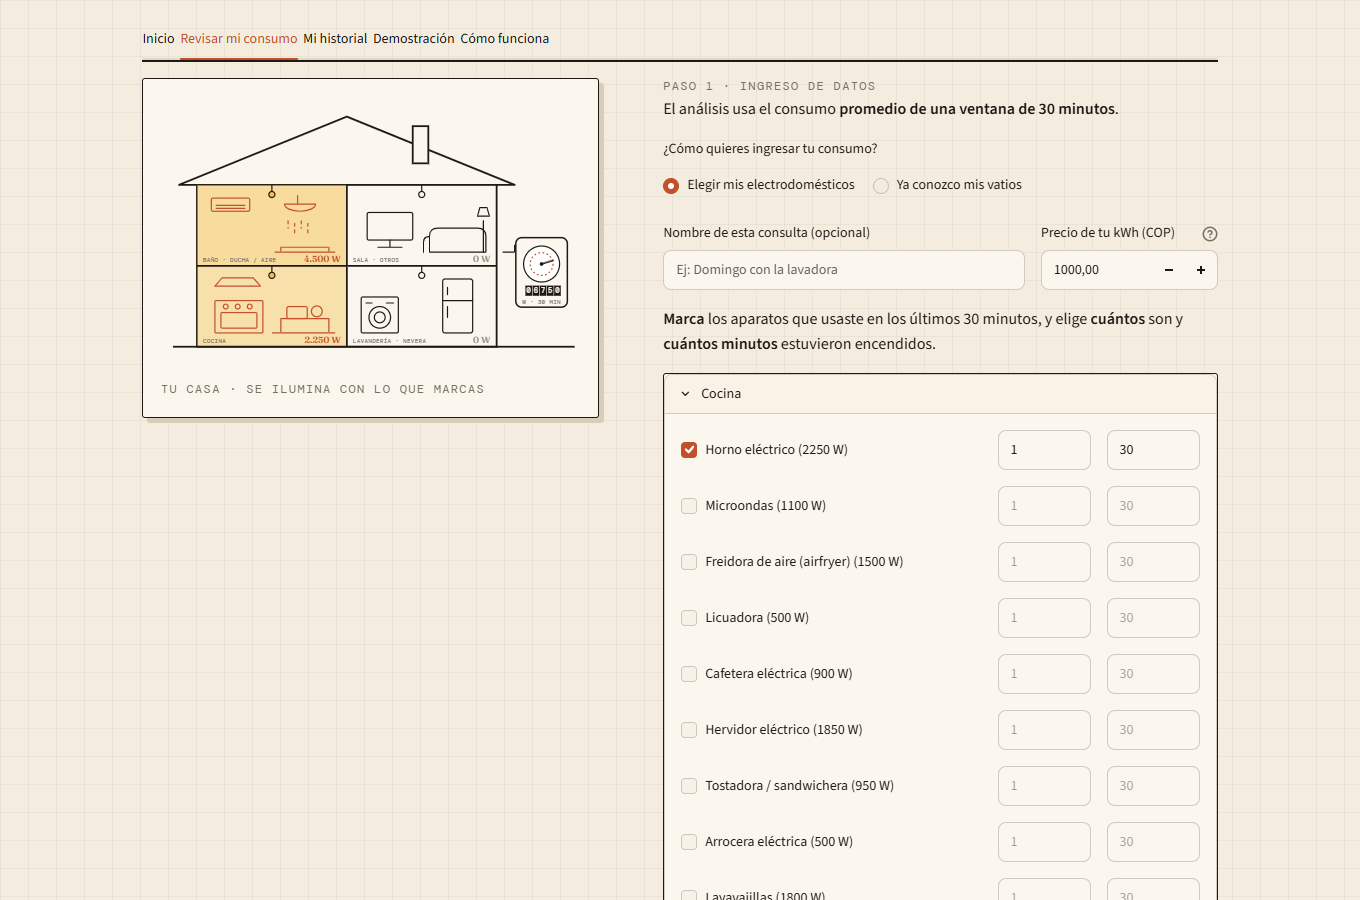 Inicio Revisar mi consumo Mi historial Demostración Cómo funciona
BAÑO · DUCHA / AIRE 4.500 W
SALA · OTROS 0 W
06750
W · 30 MIN
COCINA 2.250 W
LAVANDERÍA · NEVERA 0 W
TU CASA · SE ILUMINA CON LO QUE MARCAS
PASO 1 · INGRESO DE DATOS
El análisis usa el consumo promedio de una ventana de 30 minutos.
¿Cómo quieres ingresar tu consumo?
Elegir mis electrodomésticos Ya conozco mis vatios
Nombre de esta consulta (opcional) Precio de tu kWh (COP)
Ej: Domingo con la lavadora 1000,00
Marca los aparatos que usaste en los últimos 30 minutos, y elige cuántos son y
cuántos minutos estuvieron encendidos.
Cocina
Horno eléctrico (2250 W) 1 30
Microondas (1100 W) 1 30
Freidora de aire (airfryer) (1500 W) 1 30
Licuadora (500 W) 1 30
Cafetera eléctrica (900 W) 1 30
Hervidor eléctrico (1850 W) 1 30
Tostadora / sandwichera (950 W) 1 30
Arrocera eléctrica (500 W) 1 30
Lavavajillas (1800 W) 1 30